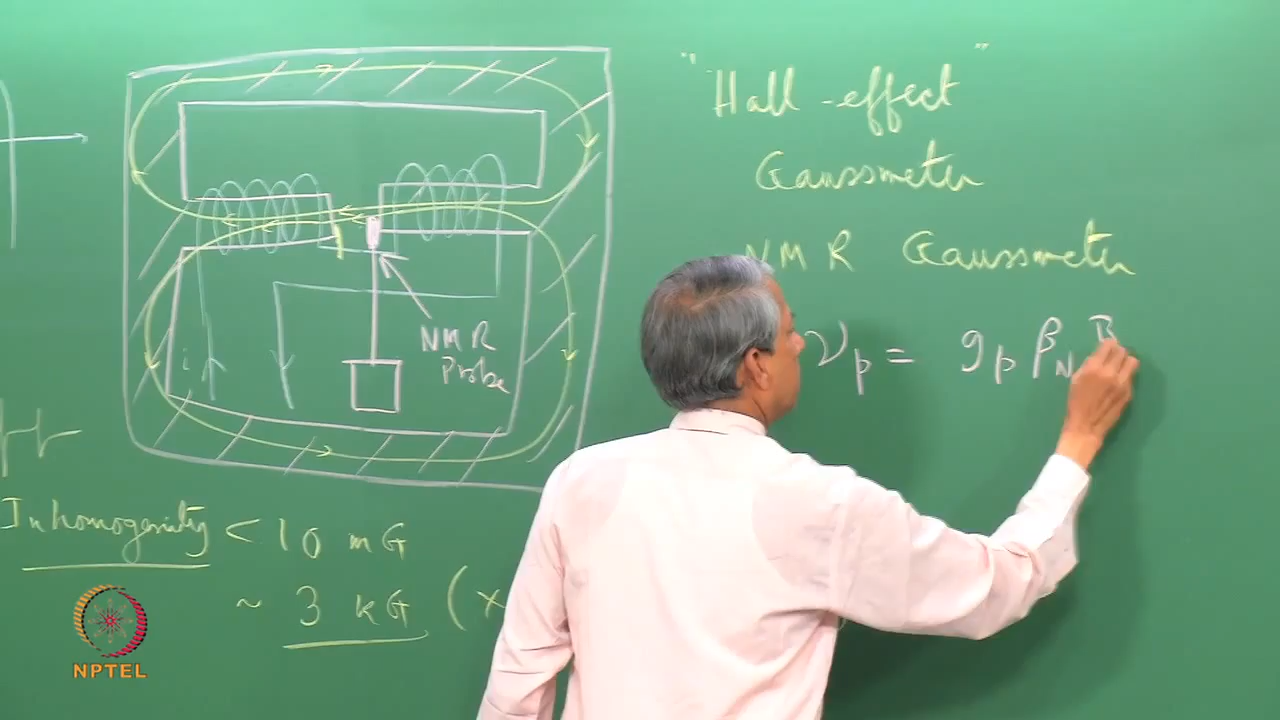 "Hall-effect"
Gaussmeter
NMR Gaussmeter
νp = gp βN B
NMR
Probe
i
Inhomogenity < 10 mG
~ 3 kG (x
NPTEL